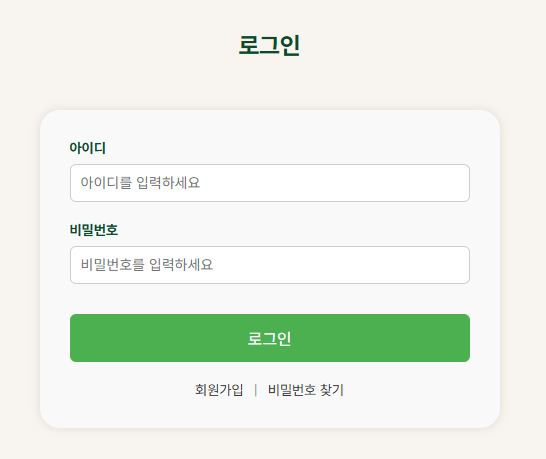 로그인
아이디
아이디를 입력하세요
비밀번호
비밀번호를 입력하세요
로그인
회원가입 | 비밀번호 찾기